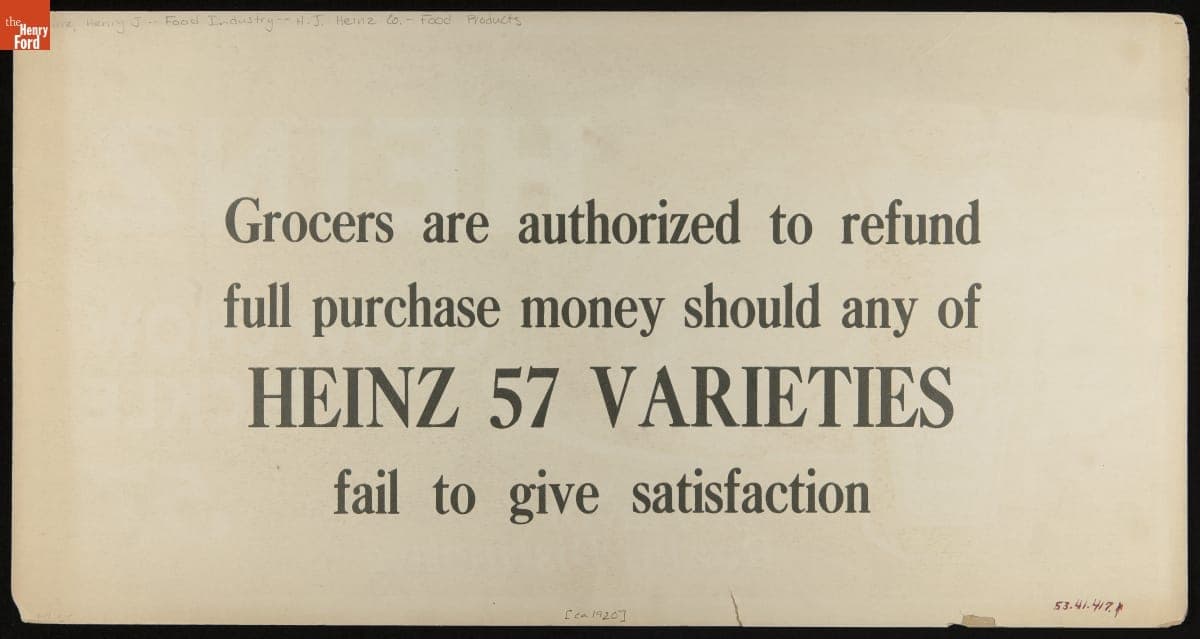 the
Henry
Ford
Henry J -- Food Industry -- H. J. Heinz Co. - Food Products
Grocers are authorized to refund
full purchase money should any of
HEINZ 57 VARIETIES
fail to give satisfaction
[ca 1920]
53.41.417.1